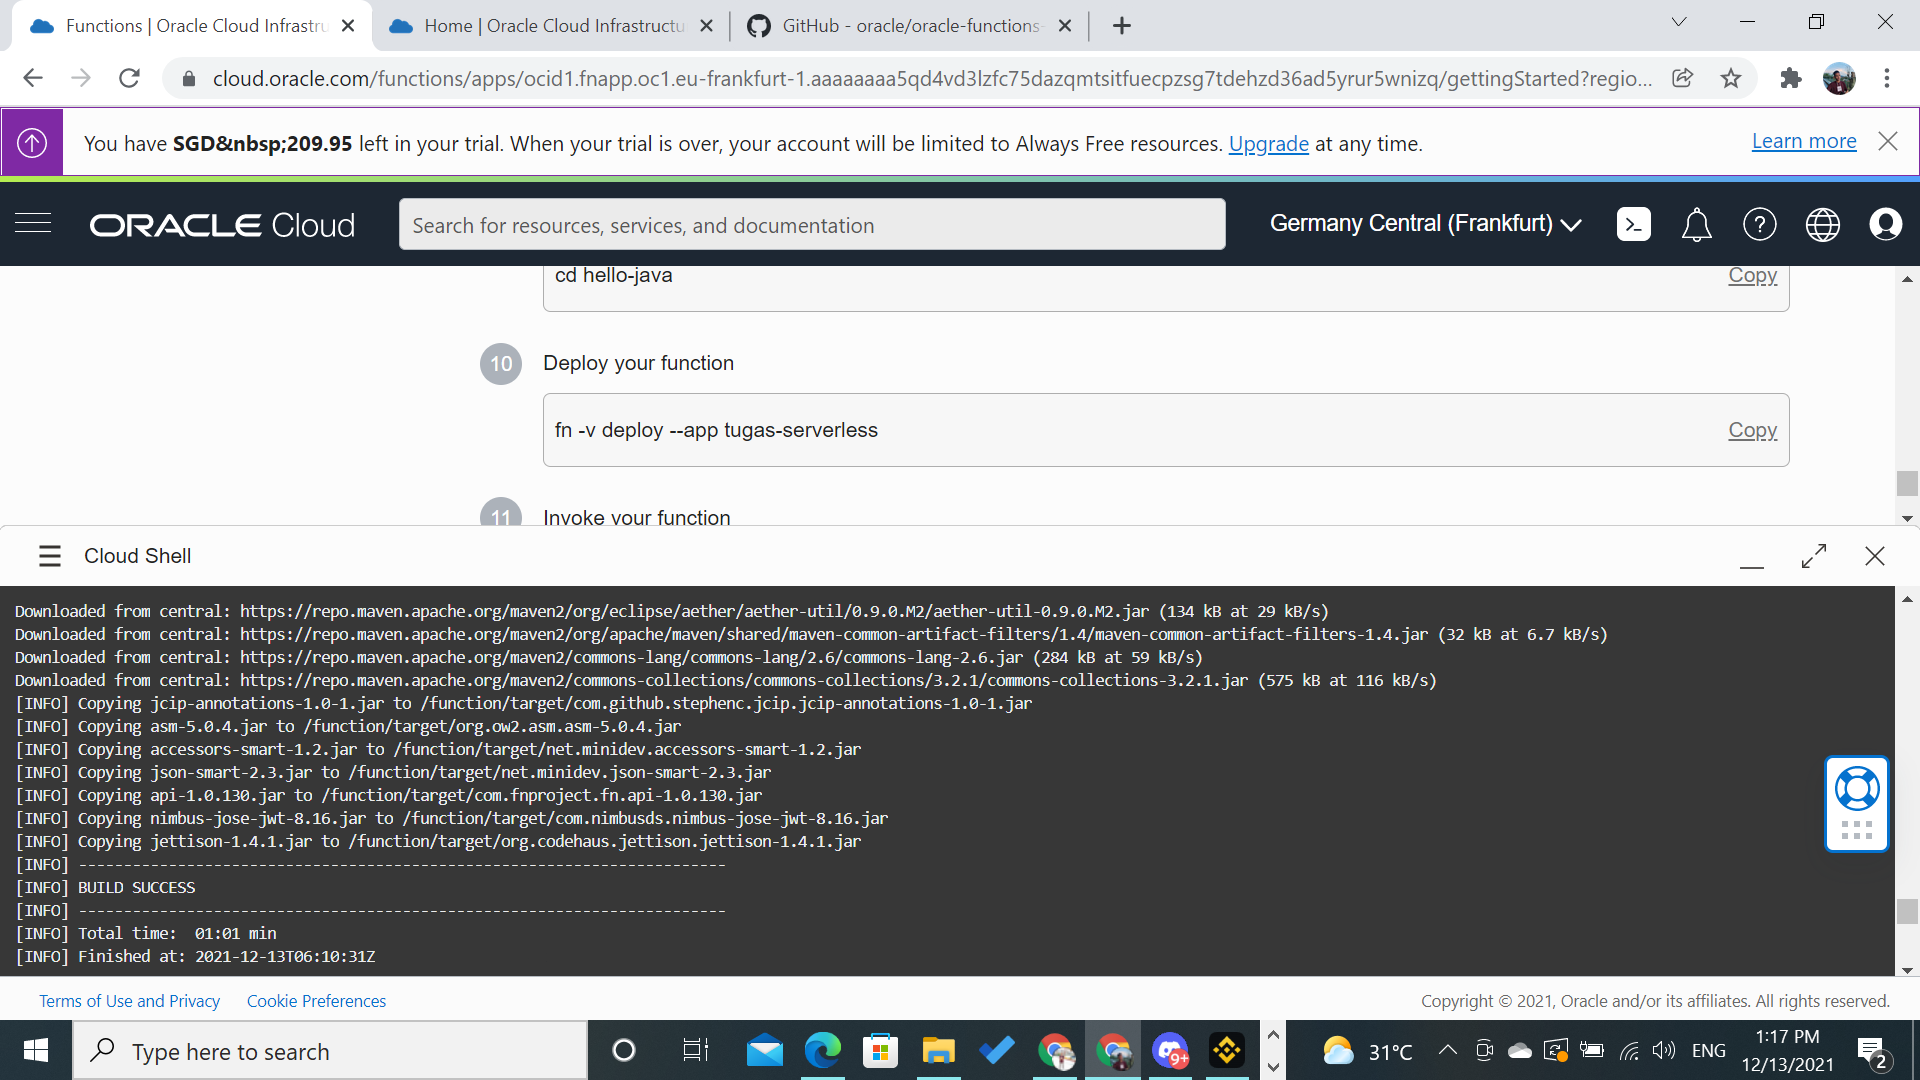 Functions | Oracle Cloud Infrastru
Home | Oracle Cloud Infrastructu
GitHub - oracle/oracle-functions-
cloud.oracle.com/functions/apps/ocid1.fnapp.oc1.eu-frankfurt-1.aaaaaaaa5qd4vd3lzfc75dazqmtsitfuecpzsg7tdehzd36ad5yrur5wnizq/gettingStarted?regio...
You have SGD&nbsp;209.95 left in your trial. When your trial is over, your account will be limited to Always Free resources. Upgrade at any time.
Learn more
ORACLE Cloud
Search for resources, services, and documentation
Germany Central (Frankfurt)
cd hello-java
Copy
10
Deploy your function
fn -v deploy --app tugas-serverless
Copy
11
Invoke your function
Cloud Shell
Downloaded from central: https://repo.maven.apache.org/maven2/org/eclipse/aether/aether-util/0.9.0.M2/aether-util-0.9.0.M2.jar (134 kB at 29 kB/s)
Downloaded from central: https://repo.maven.apache.org/maven2/org/apache/maven/shared/maven-common-artifact-filters/1.4/maven-common-artifact-filters-1.4.jar (32 kB at 6.7 kB/s)
Downloaded from central: https://repo.maven.apache.org/maven2/commons-lang/commons-lang/2.6/commons-lang-2.6.jar (284 kB at 59 kB/s)
Downloaded from central: https://repo.maven.apache.org/maven2/commons-collections/commons-collections/3.2.1/commons-collections-3.2.1.jar (575 kB at 116 kB/s)
[INFO] Copying jcip-annotations-1.0-1.jar to /function/target/com.github.stephenc.jcip.jcip-annotations-1.0-1.jar
[INFO] Copying asm-5.0.4.jar to /function/target/org.ow2.asm.asm-5.0.4.jar
[INFO] Copying accessors-smart-1.2.jar to /function/target/net.minidev.accessors-smart-1.2.jar
[INFO] Copying json-smart-2.3.jar to /function/target/net.minidev.json-smart-2.3.jar
[INFO] Copying api-1.0.130.jar to /function/target/com.fnproject.fn.api-1.0.130.jar
[INFO] Copying nimbus-jose-jwt-8.16.jar to /function/target/com.nimbusds.nimbus-jose-jwt-8.16.jar
[INFO] Copying jettison-1.4.1.jar to /function/target/org.codehaus.jettison.jettison-1.4.1.jar
[INFO] ------------------------------------------------------------------------
[INFO] BUILD SUCCESS
[INFO] ------------------------------------------------------------------------
[INFO] Total time:  01:01 min
[INFO] Finished at: 2021-12-13T06:10:31Z
Terms of Use and Privacy
Cookie Preferences
Copyright © 2021, Oracle and/or its affiliates. All rights reserved.
Type here to search
9+
31°C
ENG
1:17 PM
12/13/2021
2